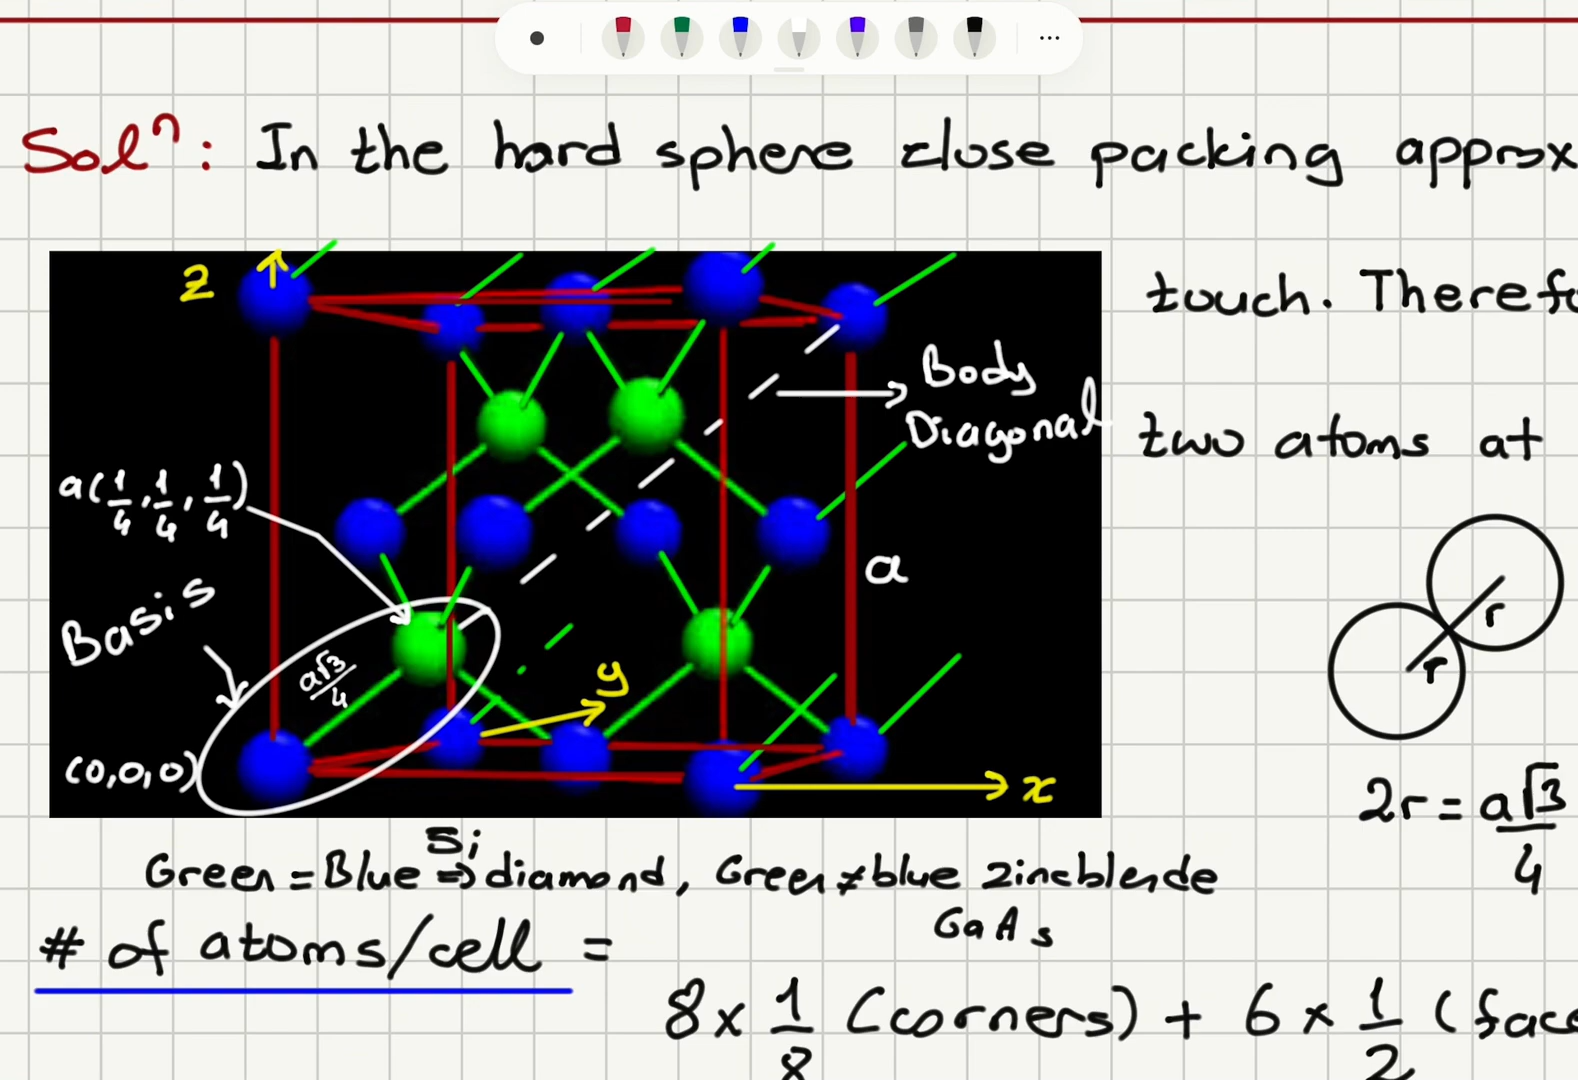 Solⁿ: In the hard sphere close packing approx
touch. Therefo
two atoms at
z
Body
Diagonal
a(1/4, 1/4, 1/4)
a
Basis
a√3/4
y
(0,0,0)
x
r
r
2r = a√3/4
Si
Green = Blue ⇒ diamond, Green ≠ blue zincblende
GaAs
# of atoms/cell =
8 x 1/8 (corners) + 6 x 1/2 (face